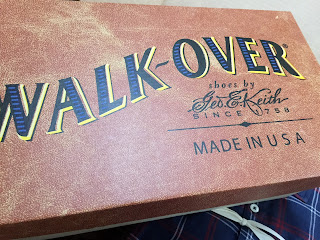 WALK-OVER®
shoes by
Geo. E. Keith
SINCE 1758
MADE IN USA